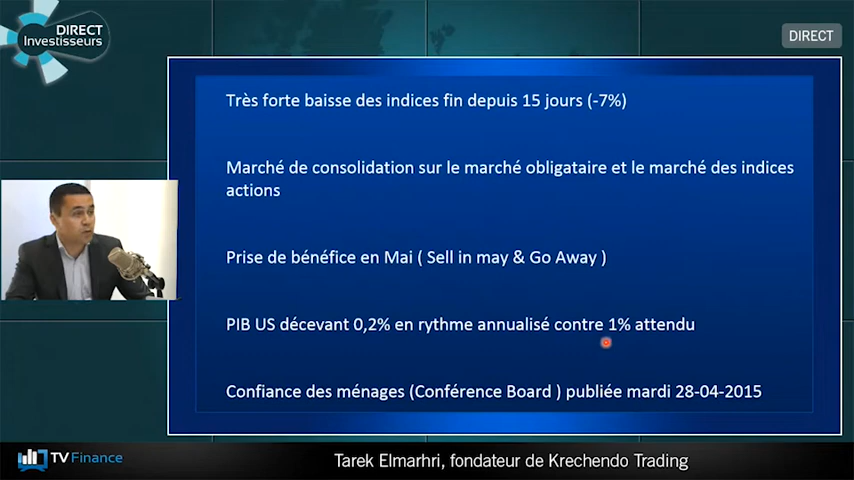 DIRECT
Investisseurs
DIRECT
Très forte baisse des indices fin depuis 15 jours (-7%)
Marché de consolidation sur le marché obligataire et le marché des indices
actions
Prise de bénéfice en Mai ( Sell in may & Go Away )
PIB US décevant 0,2% en rythme annualisé contre 1% attendu
Confiance des ménages (Conférence Board ) publiée mardi 28-04-2015
TV Finance
Tarek Elmarhri, fondateur de Krechendo Trading